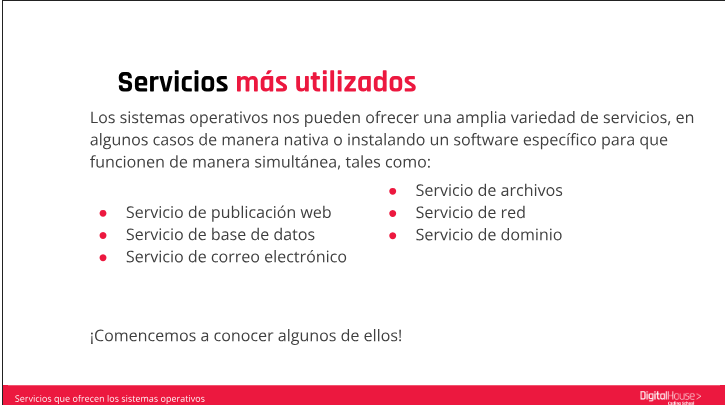 Servicios más utilizados
Los sistemas operativos nos pueden ofrecer una amplia variedad de servicios, en
algunos casos de manera nativa o instalando un software específico para que
funcionen de manera simultánea, tales como:
● Servicio de publicación web
● Servicio de base de datos
● Servicio de correo electrónico
● Servicio de archivos
● Servicio de red
● Servicio de dominio
¡Comencemos a conocer algunos de ellos!
Servicios que ofrecen los sistemas operativos
DigitalHouse>
Coding School